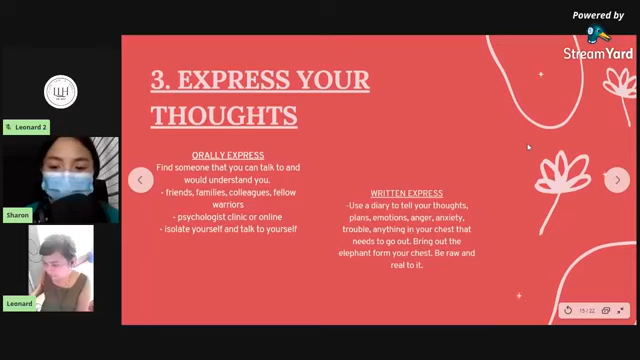 Powered by
StreamYard
3. EXPRESS YOUR
THOUGHTS
ORALLY EXPRESS
Find someone that you can talk to and
would understand you.
- friends, families, colleagues, fellow
warriors
- psychologist clinic or online
- isolate yourself and talk to yourself
WRITTEN EXPRESS
-Use a diary to tell your thoughts,
plans, emotions, anger, anxiety,
trouble, anything in your chest that
needs to go out. Bring out the
elephant form your chest. Be raw and
real to it.
Leonard 2
Sharon
Leonard
15 / 22